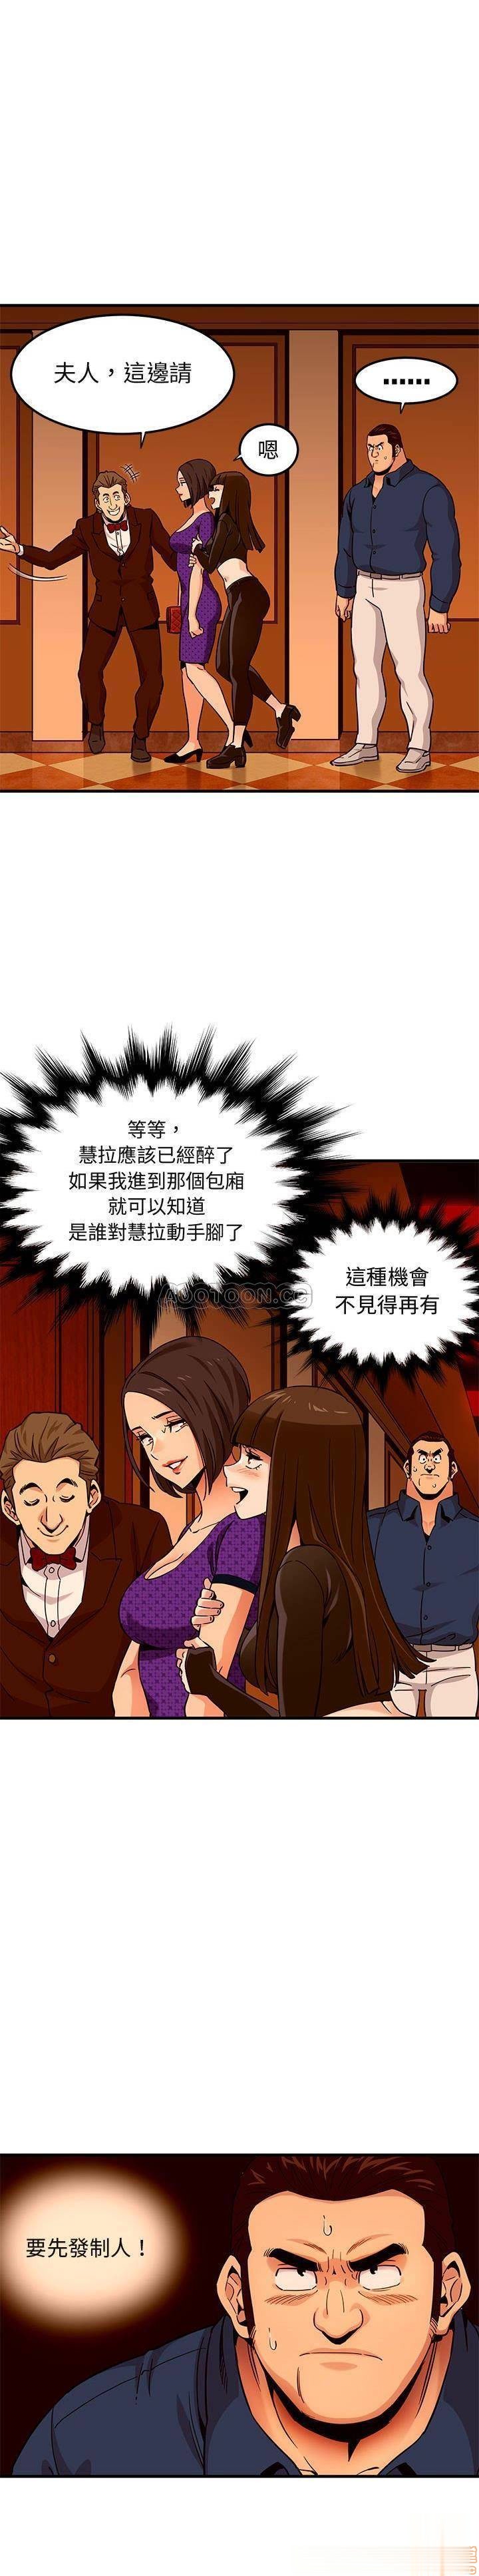 夫人，這邊請
嗯
……
等等，
慧拉應該已經醉了
如果我進到那個包廂
就可以知道
是誰對慧拉動手腳了
這種機會
不見得再有
ADOTOON.CC
要先發制人！